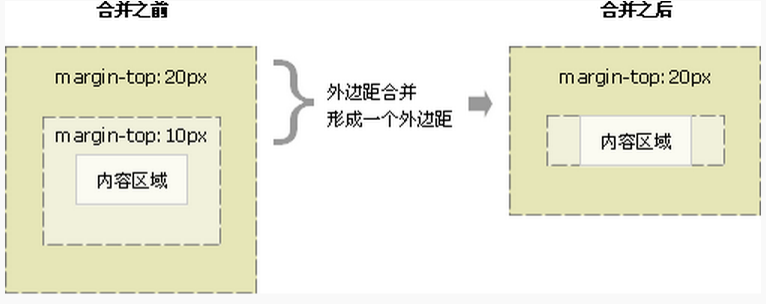 合并之前
合并之后
margin-top: 20px
margin-top: 10px
内容区域
外边距合并
形成一个外边距
margin-top: 20px
内容区域